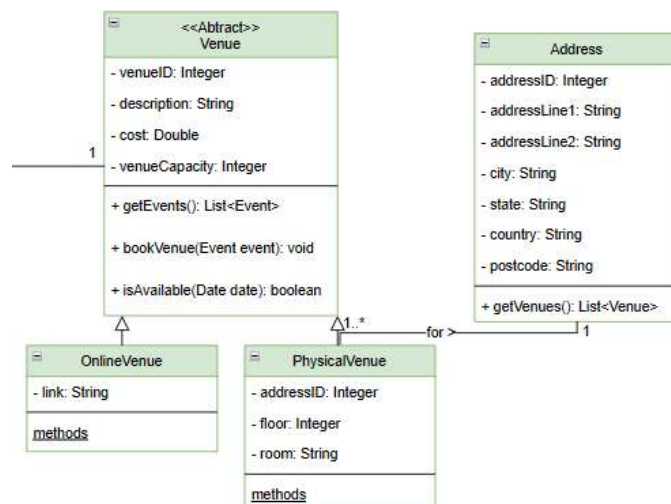 <<Abtract>>
Venue
- venueID: Integer
- description: String
- cost: Double
- venueCapacity: Integer
+ getEvents(): List<Event>
+ bookVenue(Event event): void
+ isAvailable(Date date): boolean
1
Address
- addressID: Integer
- addressLine1: String
- addressLine2: String
- city: String
- state: String
- country: String
- postcode: String
+ getVenues(): List<Venue>
1..*
for >
1
OnlineVenue
- link: String
methods
PhysicalVenue
- addressID: Integer
- floor: Integer
- room: String
methods